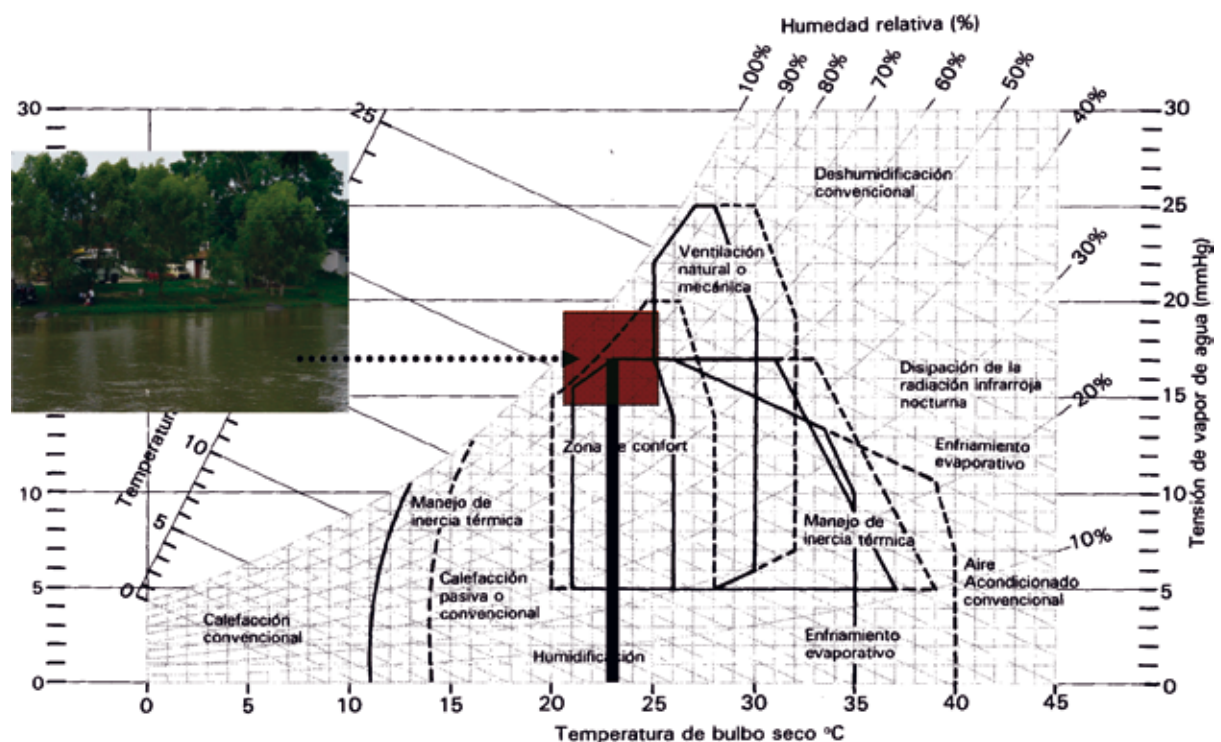 Humedad relativa (%)
100%
90%
80%
70%
60%
50%
40%
30%
20%
10%
30
25
20
15
10
5
0
30
10
0
5
25
10
5
0
Temperatura
Deshumidificación
convencional
Ventilación
natural o
mecánica
Disipación de la
radiación infrarroja
nocturna
Enfriamiento
evaporativo
Zona de confort
Manejo de
inercia térmica
Manejo de
inercia térmica
Calefacción
pasiva o
convencional
Calefacción
convencional
Aire
Acondicionado
convencional
Humidificación
Enfriamiento
evaporativo
Tensión de vapor de agua (mmHg)
0 5 10 15 20 25 30 35 40 45
Temperatura de bulbo seco °C